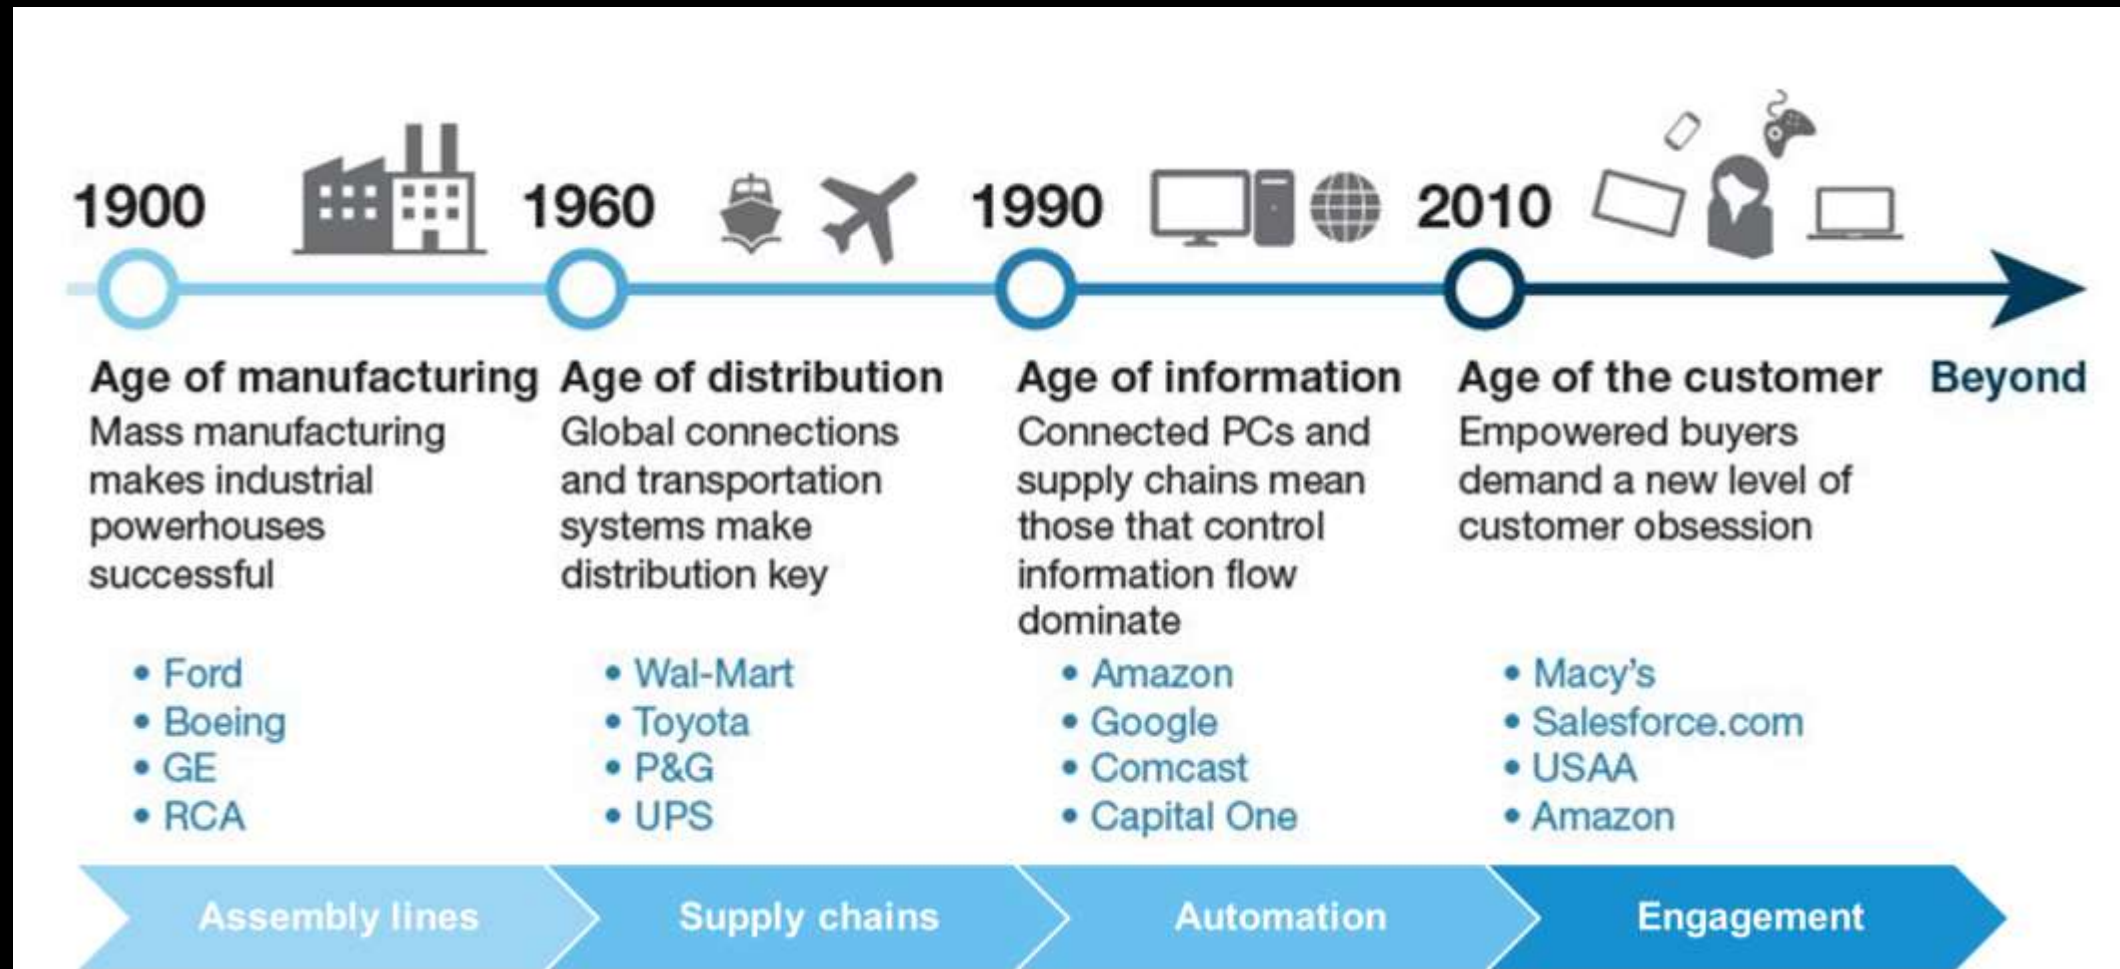 1900
1960
1990
2010
Age of manufacturing
Mass manufacturing
makes industrial
powerhouses
successful
• Ford
• Boeing
• GE
• RCA
Age of distribution
Global connections
and transportation
systems make
distribution key
• Wal-Mart
• Toyota
• P&G
• UPS
Age of information
Connected PCs and
supply chains mean
those that control
information flow
dominate
• Amazon
• Google
• Comcast
• Capital One
Age of the customer
Empowered buyers
demand a new level of
customer obsession
• Macy's
• Salesforce.com
• USAA
• Amazon
Beyond
Assembly lines
Supply chains
Automation
Engagement